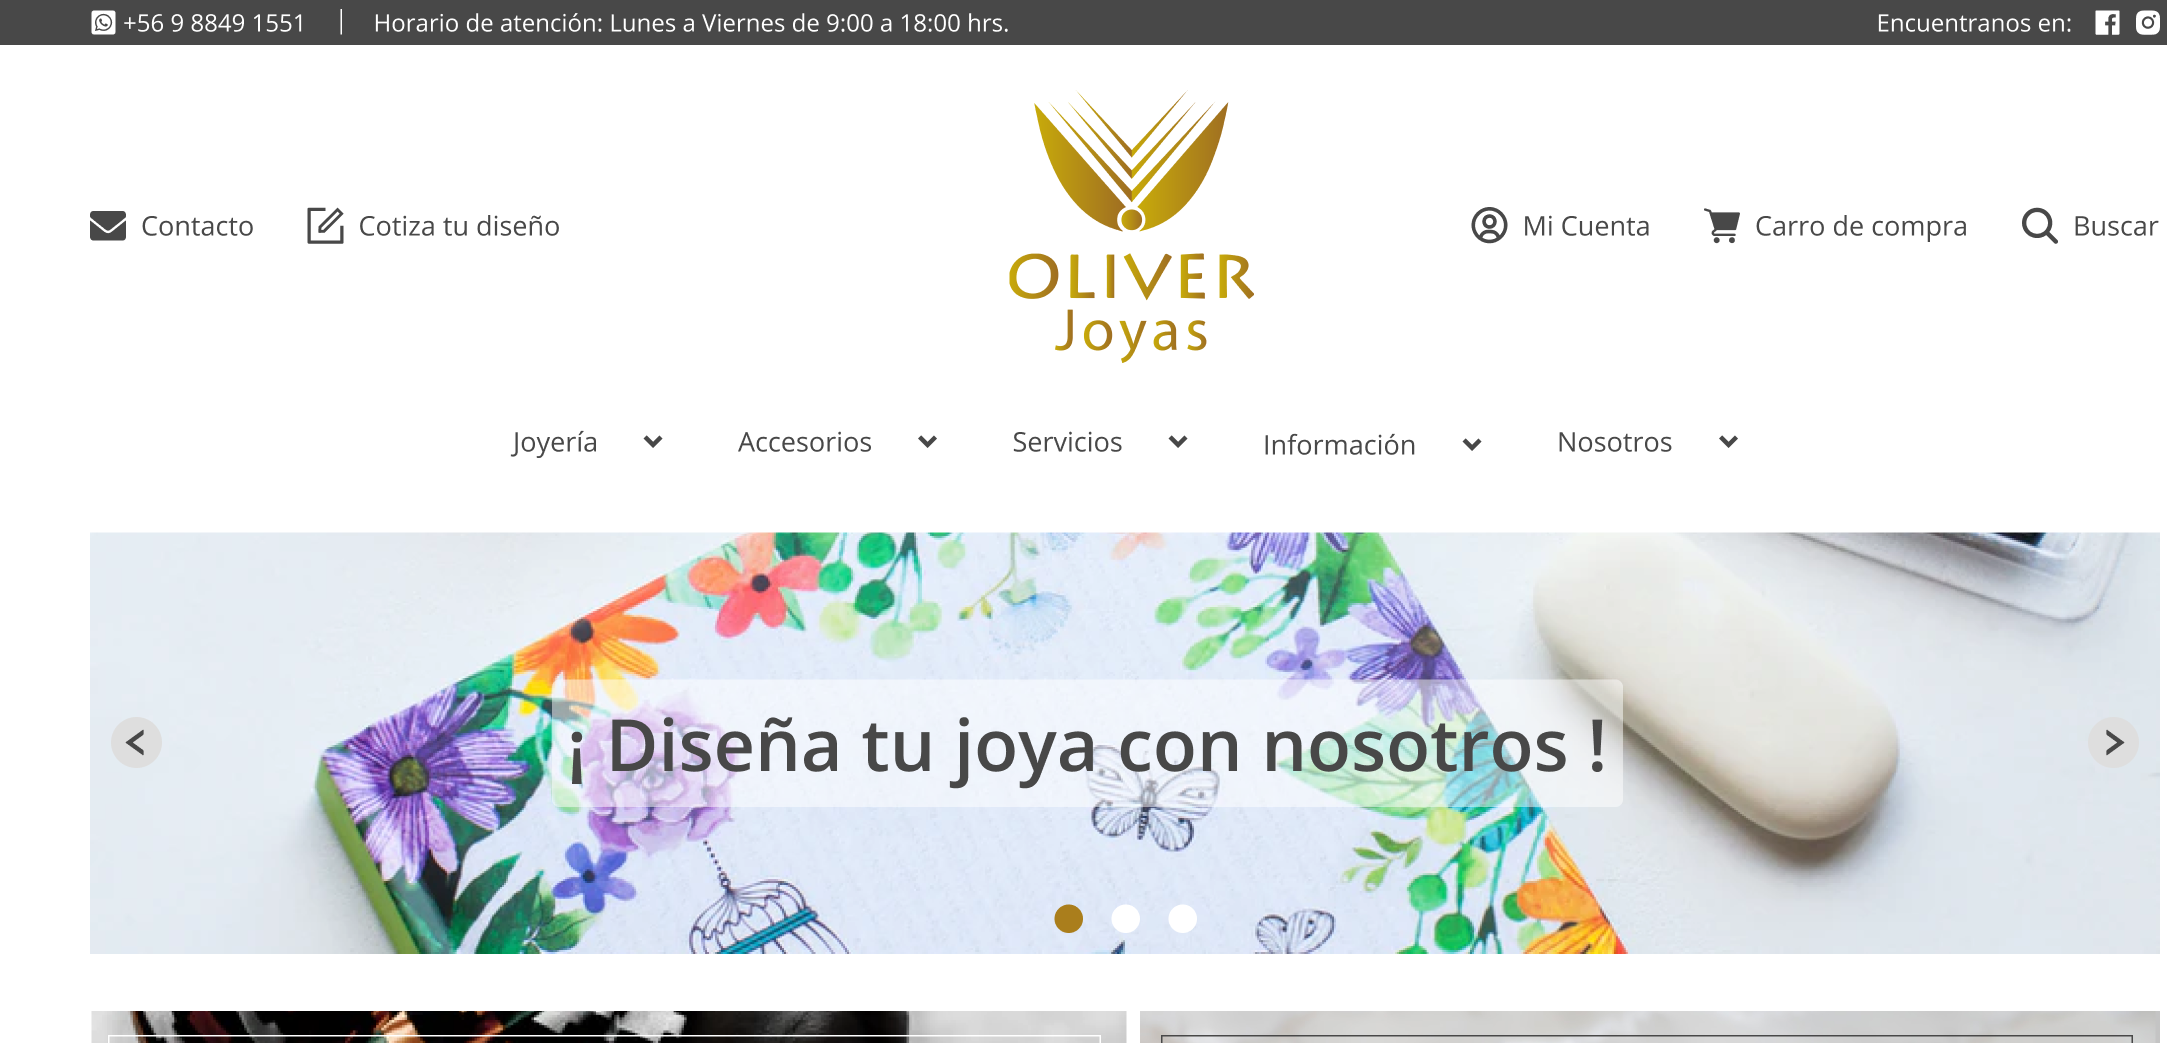 +56 9 8849 1551 | Horario de atención: Lunes a Viernes de 9:00 a 18:00 hrs. Encuentranos en:
OLIVER
Joyas
Contacto Cotiza tu diseño Mi Cuenta Carro de compra Buscar
Joyería Accesorios Servicios Información Nosotros
¡ Diseña tu joya con nosotros !